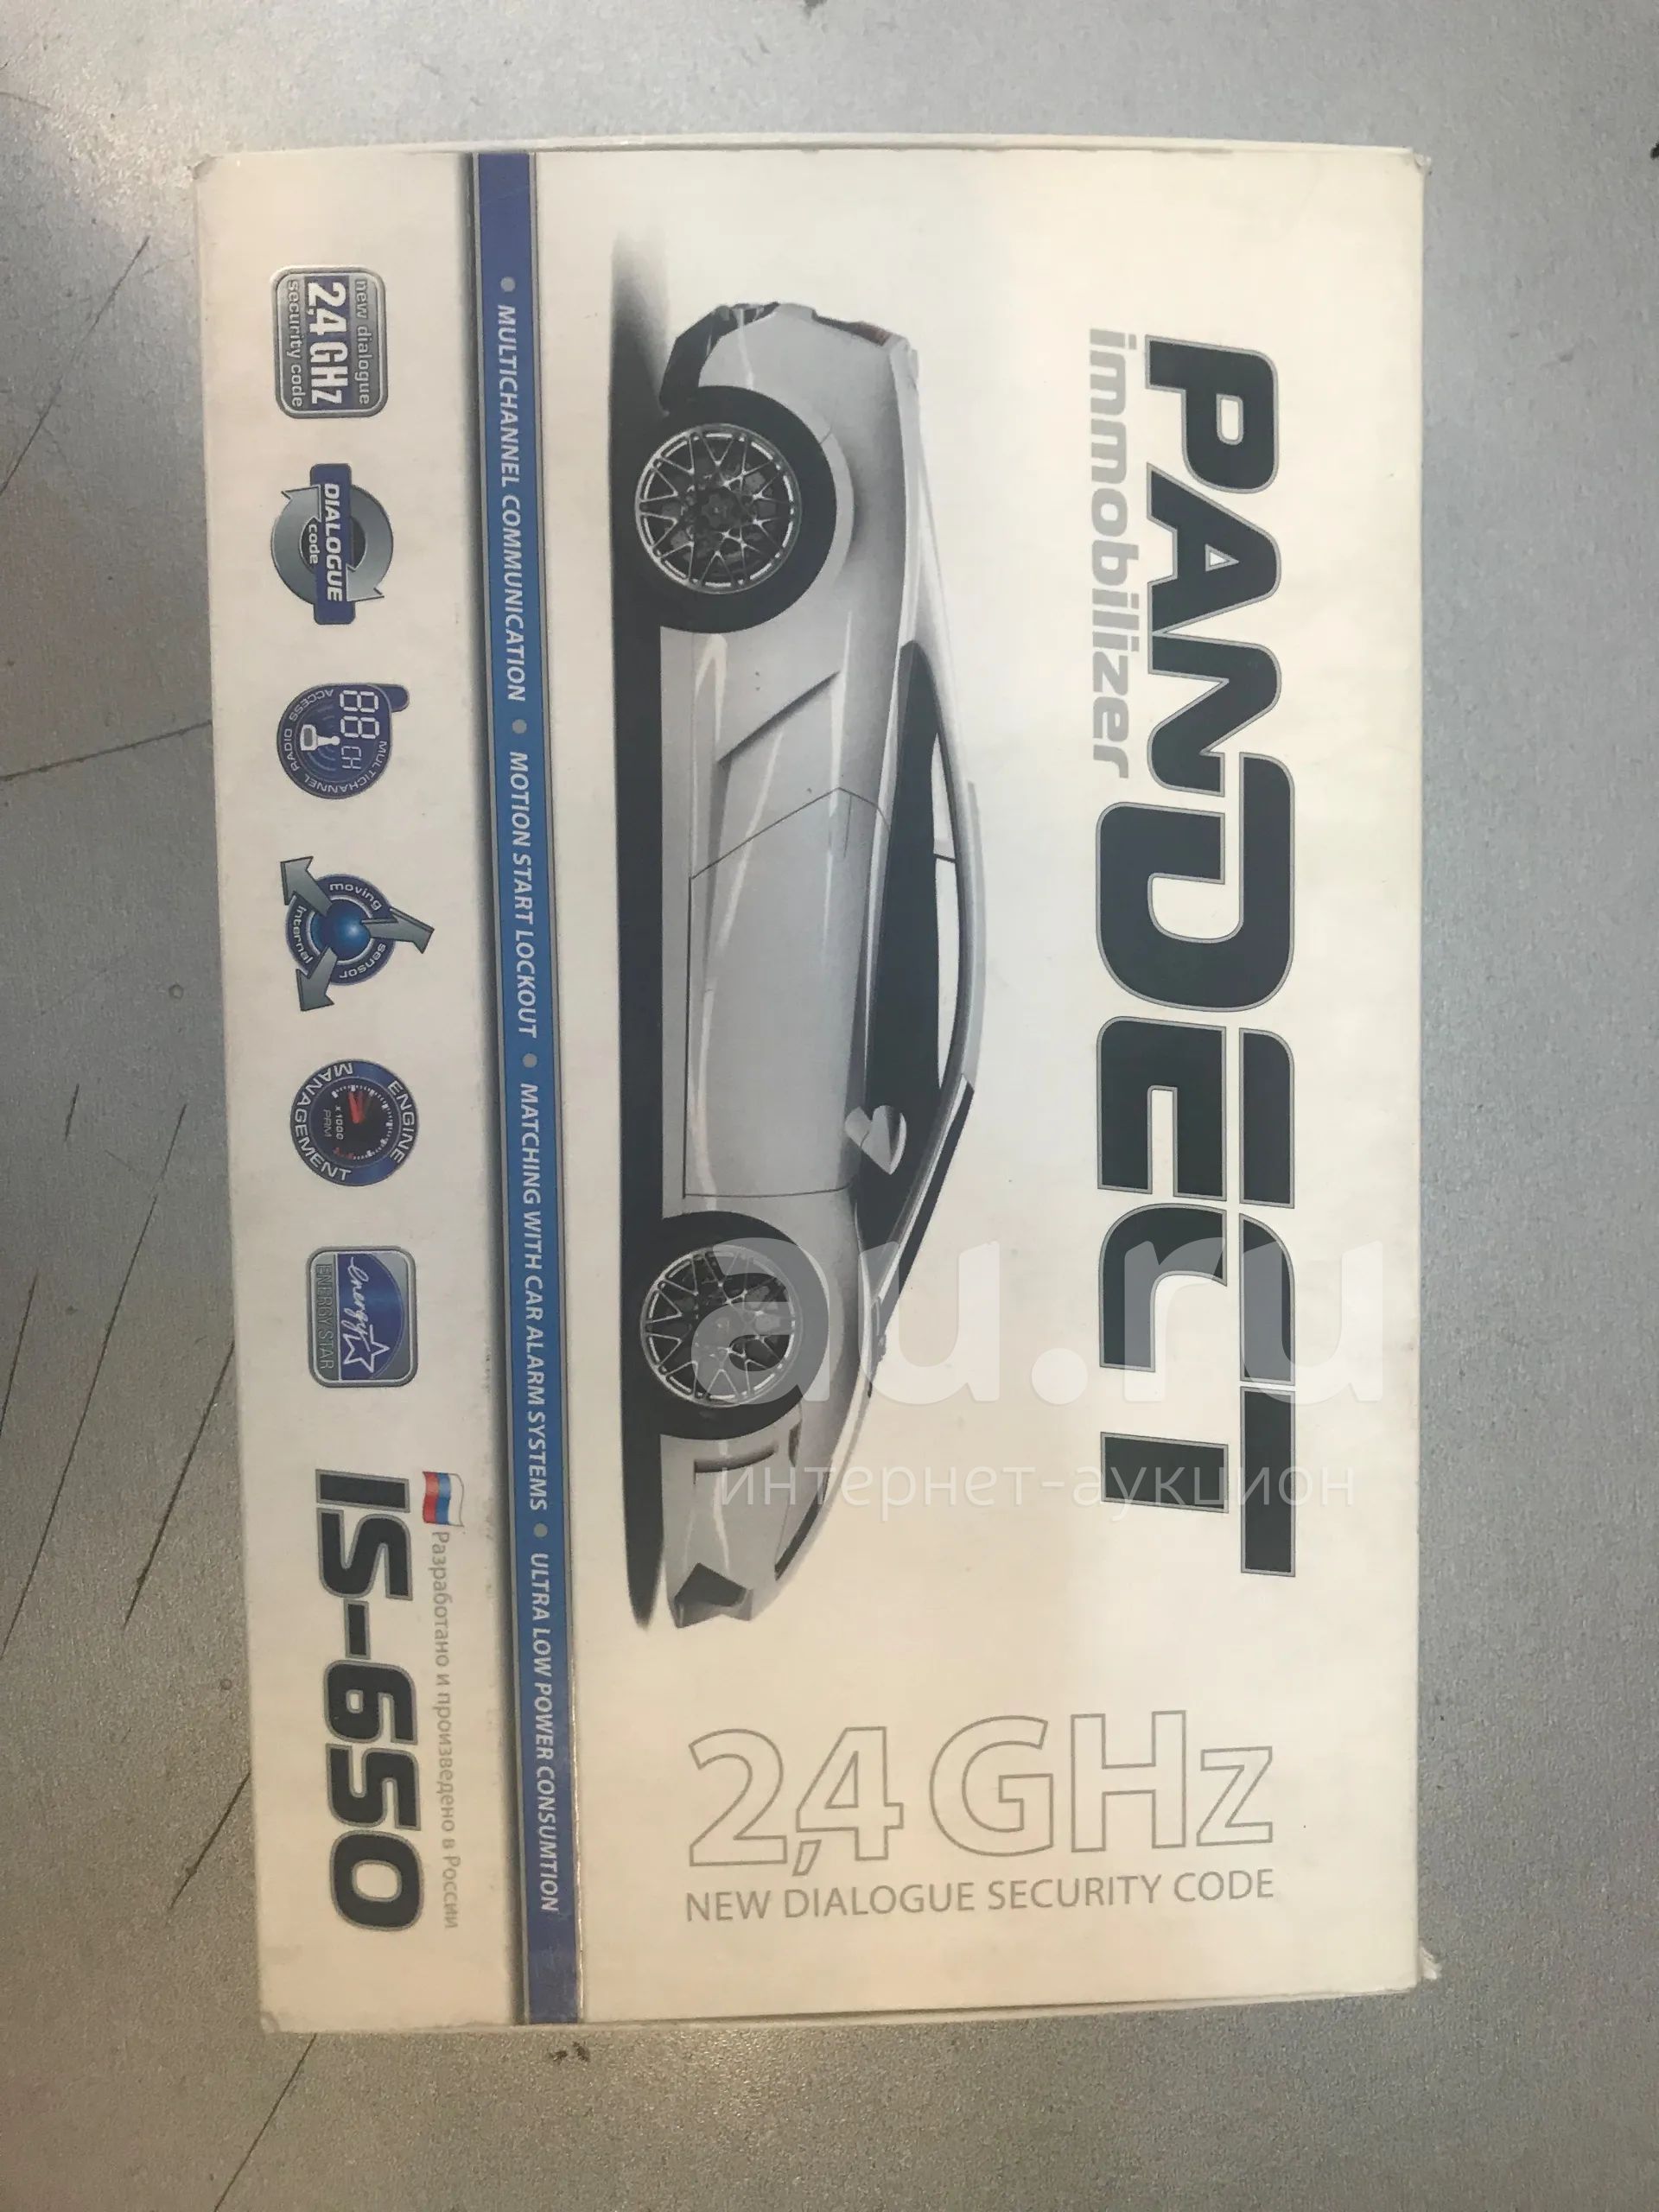 PANDECT
immobilizer
2,4 GHz
NEW DIALOGUE SECURITY CODE
• MULTICHANNEL COMMUNICATION • MOTION START LOCKOUT • MATCHING WITH CAR ALARM SYSTEMS • ULTRA LOW POWER CONSUMTION
Разработано и произведено в России
new dialogue
2,4 GHz
security code
DIALOGUE
code
88 CH
MULTICHANNEL RADIO ACCESS
moving sensor internal
ENGINE MANAGEMENT
x 1000
PRM
energy
ENERGY STAR
IS-650
au.ru
интернет-аукцион